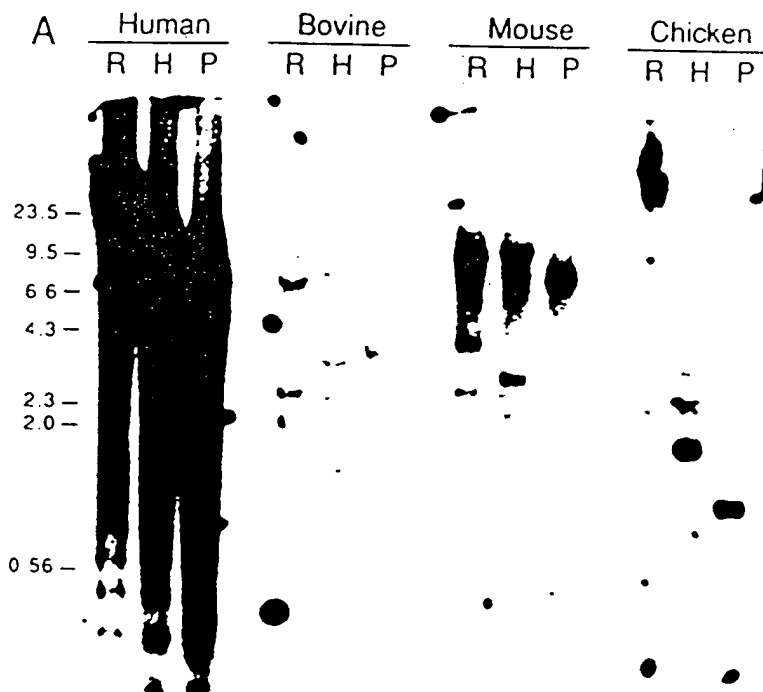 A
Human Bovine Mouse Chicken
R H P R H P R H P R H P
23.5 –
9.5 –
6.6 –
4.3 –
2.3 –
2.0 –
0 56 –